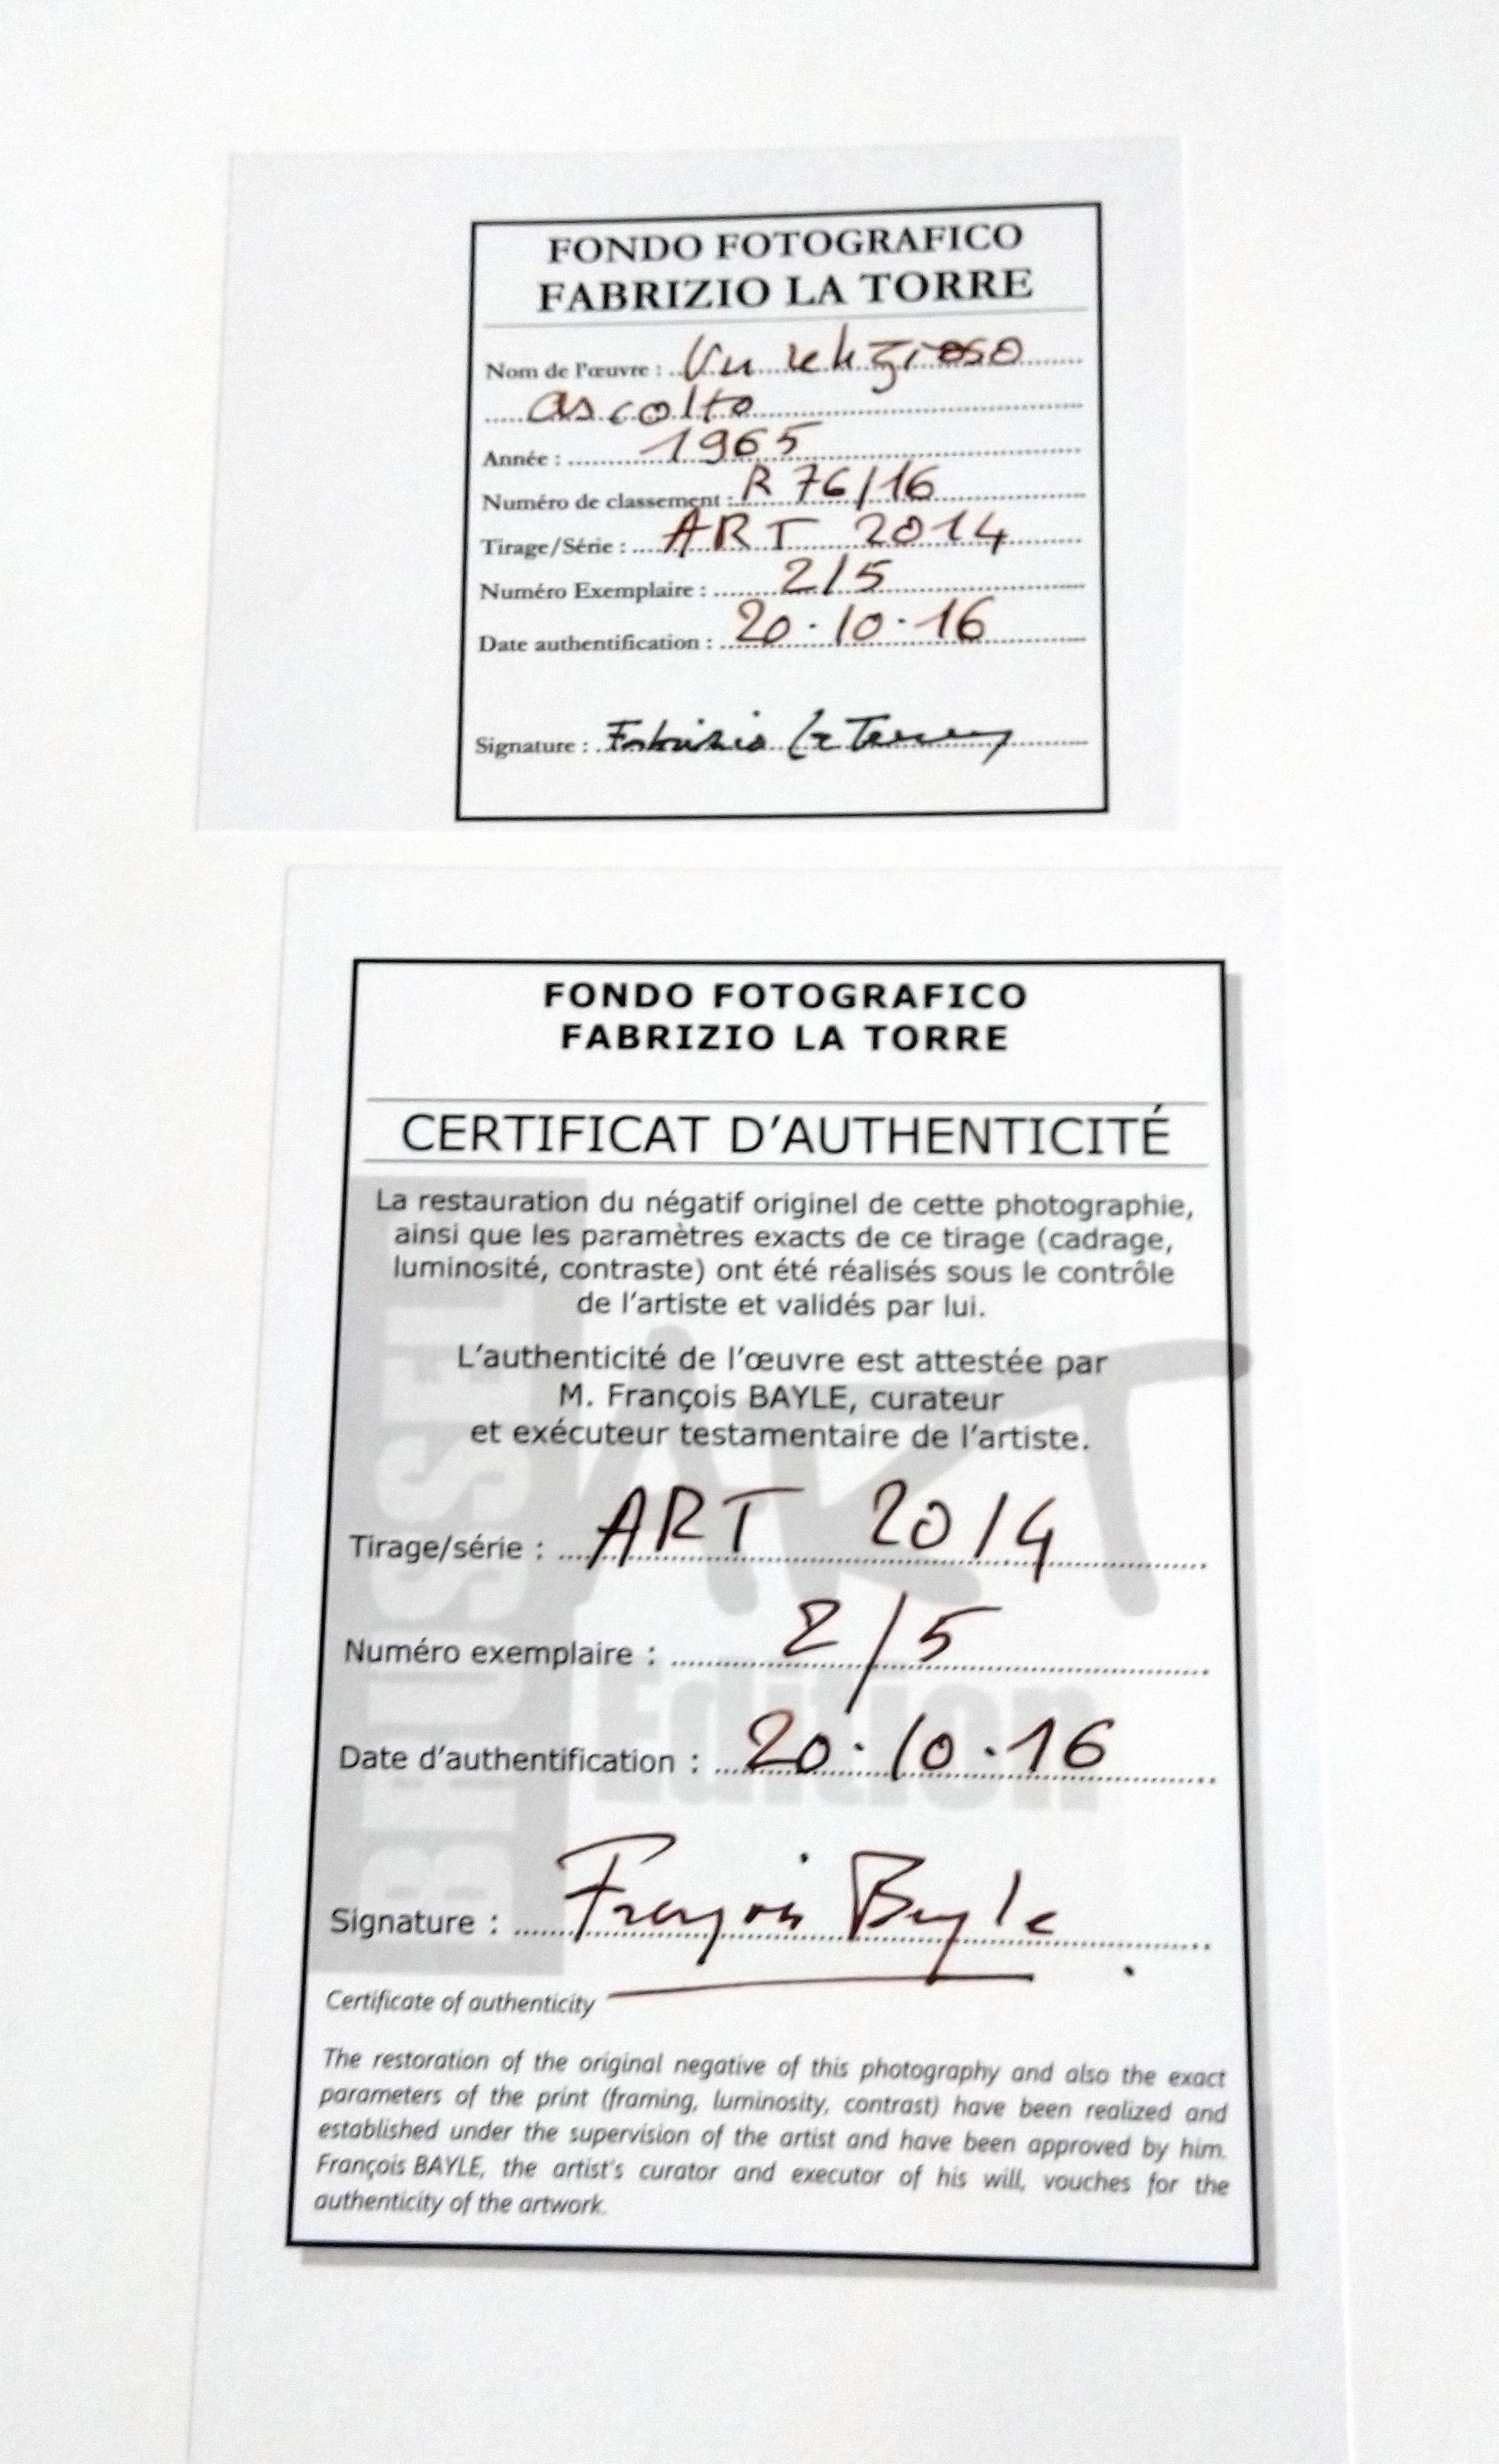 FONDO FOTOGRAFICO
FABRIZIO LA TORRE
Nom de l'œuvre : Un religioso
ascolto
Année : 1965
Numéro de classement : R 76/16
Tirage/Série : ART 2014
Numéro Exemplaire : 2/5
Date authentification : 20.10.16
Signature : Fabrizio La Torre
FONDO FOTOGRAFICO
FABRIZIO LA TORRE
CERTIFICAT D'AUTHENTICITÉ
La restauration du négatif originel de cette photographie,
ainsi que les paramètres exacts de ce tirage (cadrage,
luminosité, contraste) ont été réalisés sous le contrôle
de l'artiste et validés par lui.
L'authenticité de l'œuvre est attestée par
M. François BAYLE, curateur
et exécuteur testamentaire de l'artiste.
Tirage/série : ART 2014
Numéro exemplaire : 2/5
Date d'authentification : 20.10.16
Signature : François Bayle
Certificate of authenticity
The restoration of the original negative of this photography and also the exact
parameters of the print (framing, luminosity, contrast) have been realized and
established under the supervision of the artist and have been approved by him.
François BAYLE, the artist's curator and executor of his will, vouches for the
authenticity of the artwork.
ART
Edition